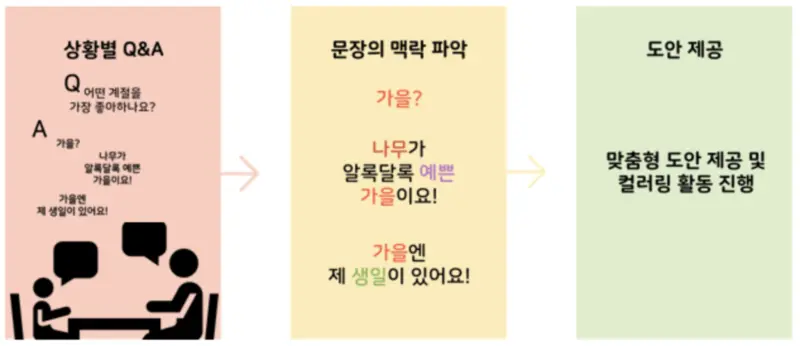 상황별 Q&A
Q 어떤 계절을
가장 좋아하나요?
A
가을?
나무가
알록달록 예쁜
가을이요!
가을엔
제 생일이 있어요!
문장의 맥락 파악
가을?
나무가
알록달록 예쁜
가을이요!
가을엔
제 생일이 있어요!
도안 제공
맞춤형 도안 제공 및
컬러링 활동 진행